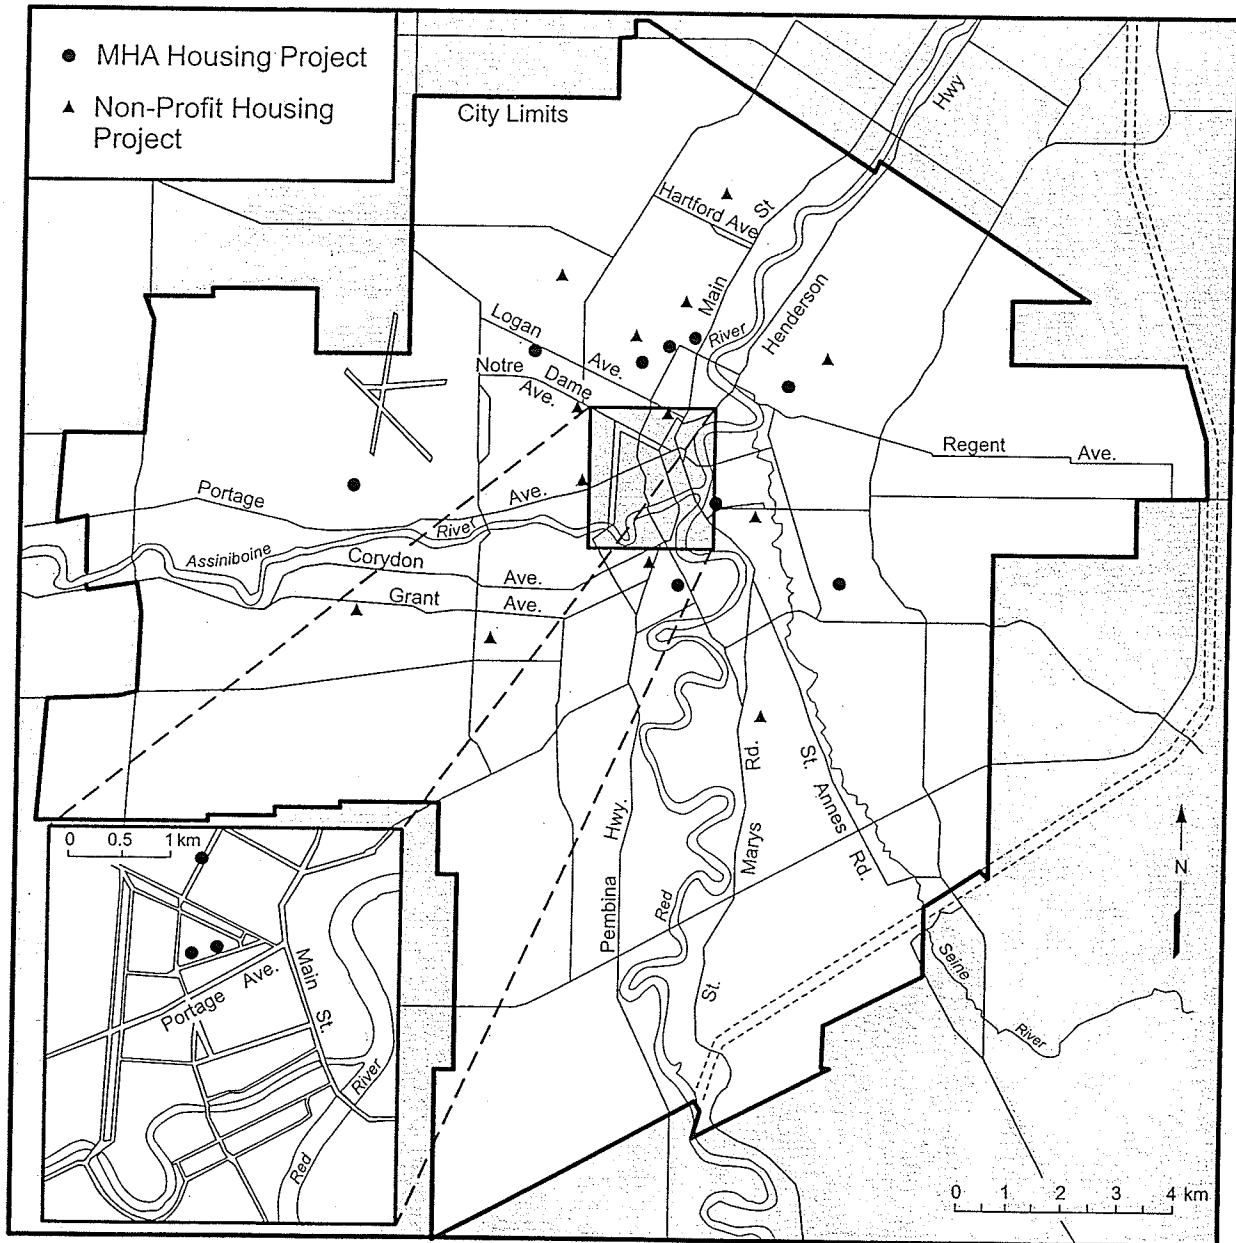 MHA Housing Project
Non-Profit Housing
Project
City Limits
Hwy
Hartford Ave
St
Main
River
Henderson
Logan
Ave.
Notre
Dame
Ave.
Regent
Ave.
Portage
Ave.
River
Assiniboine
Corydon
Ave.
Grant
Ave.
Rd.
St.
Annes
Rd.
Pembina
Hwy.
Red
Marys
St.
Seine
River
N
0 0.5 1 km
Main
St.
Portage Ave.
River
Red
0 1 2 3 4 km